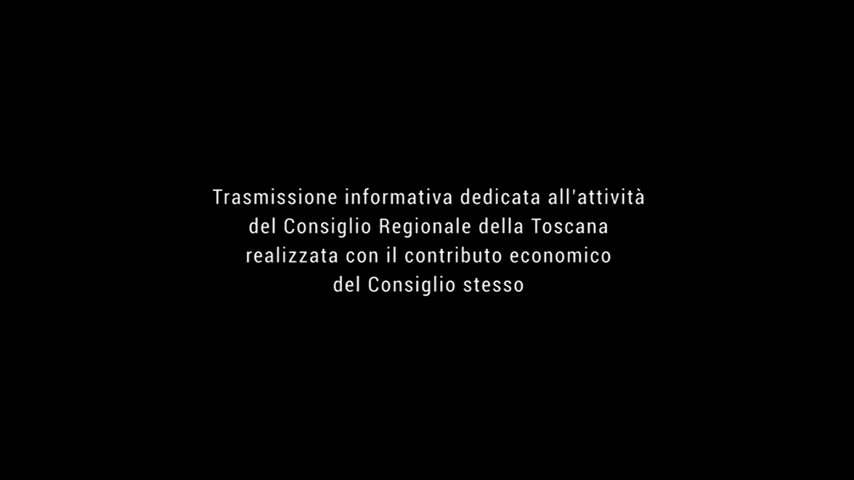 Trasmissione informativa dedicata all'attività
del Consiglio Regionale della Toscana
realizzata con il contributo economico
del Consiglio stesso